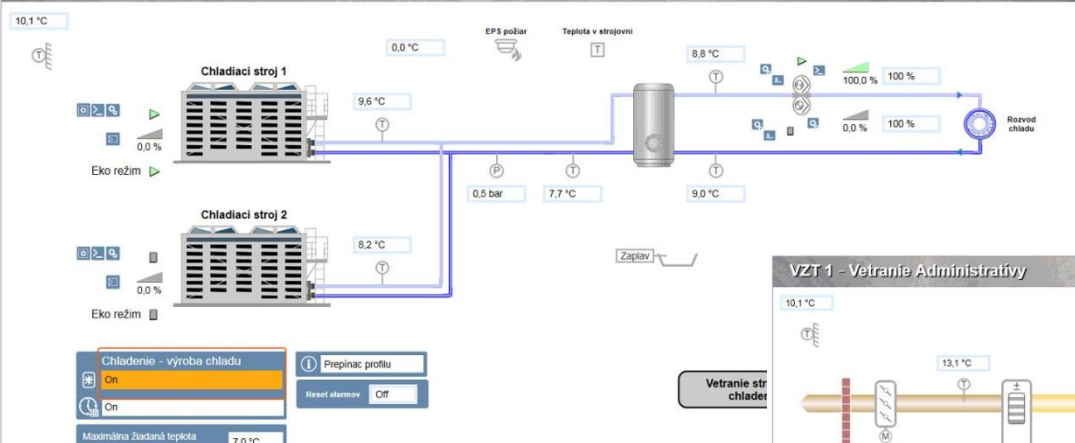 10,1 °C
0,0 °C
EPS požiar
Teplota v strojovni
T
8,8 °C
T
T
Chladiaci stroj 1
9,6 °C
T
100,0 %
100 %
0,0 %
0,0 %
100 %
Rozvod
chladu
Eko režim
P
T
T
0,5 bar
7,7 °C
9,0 °C
Chladiaci stroj 2
8,2 °C
T
0,0 %
Zaplav
Eko režim
VZT 1 - Vetranie Administratívy
10,1 °C
T
13,1 °C
T
M
Chladenie - výroba chladu
On
On
Prepínac profilu
Reset alarmov
Off
Vetranie str
chladen
Maximálna žiadaná teplota
7,0 °C